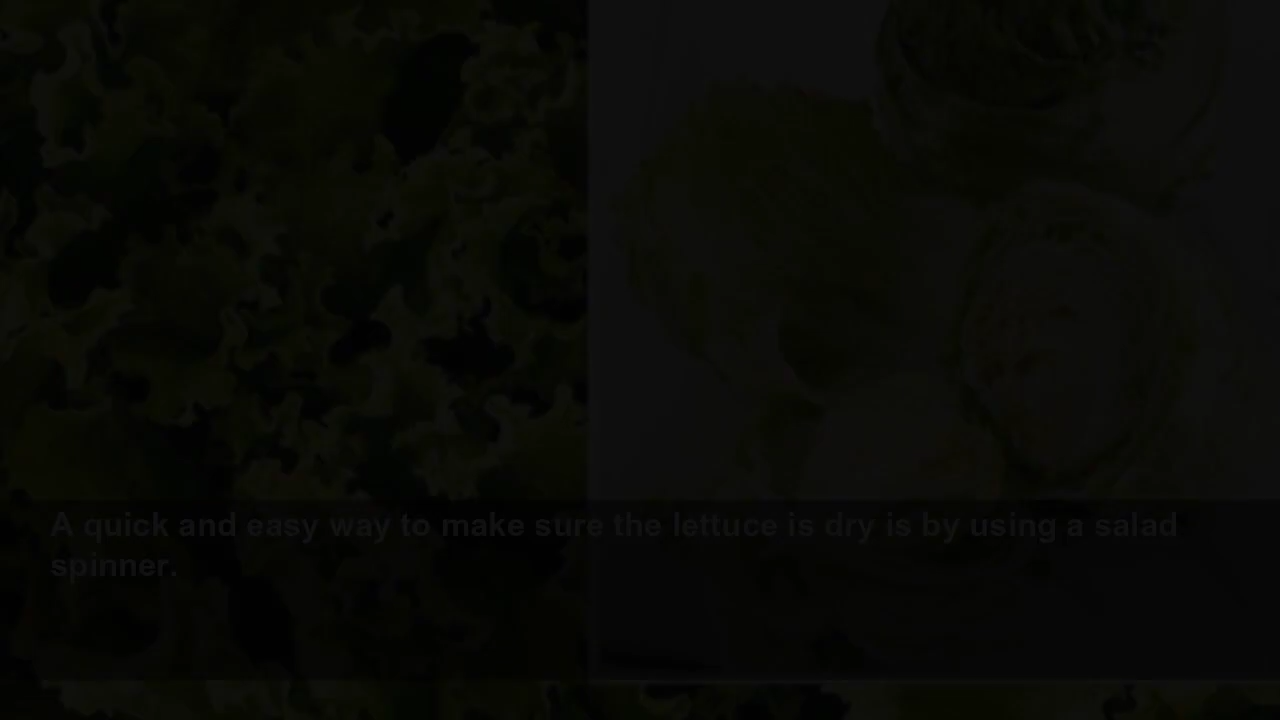 A quick and easy way to make sure the lettuce is dry is by using a salad
spinner.